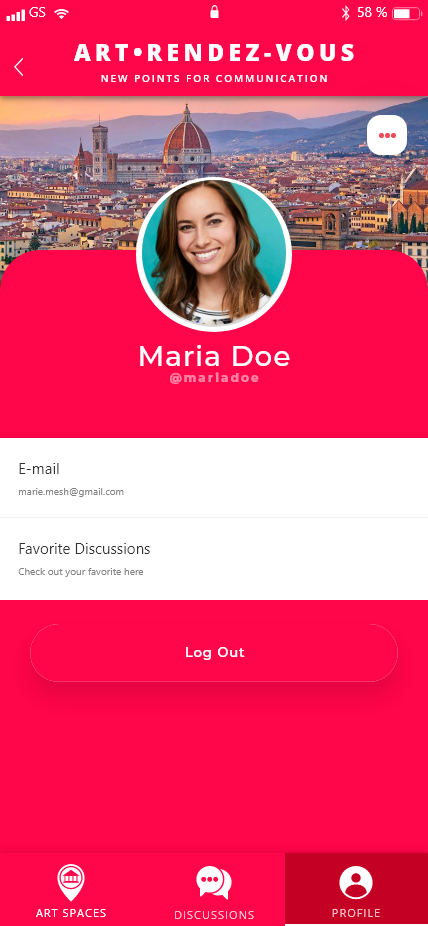 GS 58 %
ART•RENDEZ-VOUS
NEW POINTS FOR COMMUNICATION
Maria Doe
@mariadoe
E-mail
marie.mesh@gmail.com
Favorite Discussions
Check out your favorite here
Log Out
ART SPACES DISCUSSIONS PROFILE